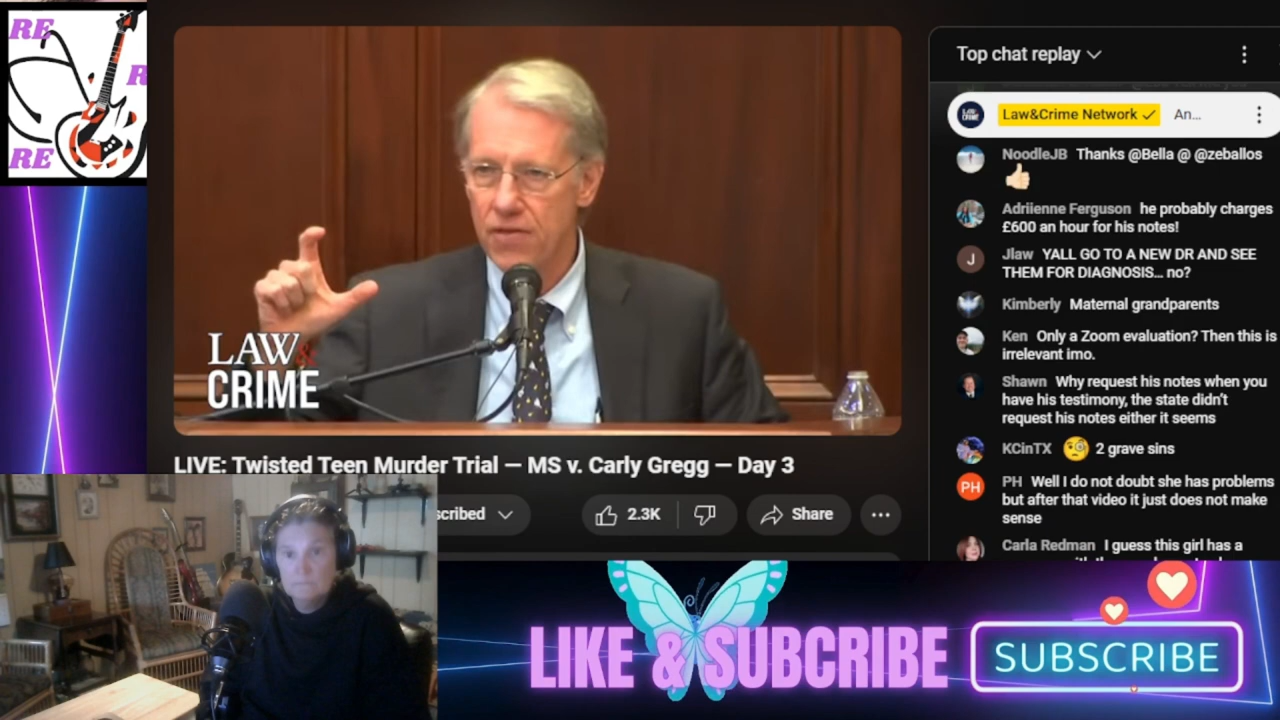 RE
R
RE
LAW&
CRIME
LIVE: Twisted Teen Murder Trial — MS v. Carly Gregg — Day 3
scribed
2.3K
Share
Top chat replay
Law&Crime Network
An...
NoodleJB Thanks @Bella @ @zeballos
Adriienne Ferguson he probably charges
£600 an hour for his notes!
J
Jlaw YALL GO TO A NEW DR AND SEE
THEM FOR DIAGNOSIS... no?
Kimberly Maternal grandparents
Ken Only a Zoom evaluation? Then this is
irrelevant imo.
Shawn Why request his notes when you
have his testimony, the state didn't
request his notes either it seems
KCinTX 2 grave sins
PH
PH Well I do not doubt she has problems
but after that video it just does not make
sense
Carla Redman I guess this girl has a
LIKE & SUBCRIBE
SUBSCRIBE